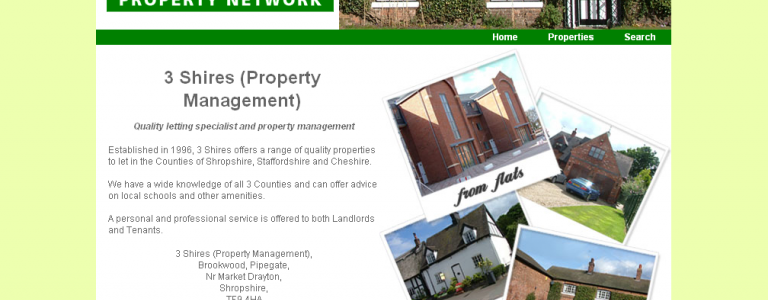 PROPERTY NETWORK
Home Properties Search
3 Shires (Property
Management)
Quality letting specialist and property management
Established in 1996, 3 Shires offers a range of quality properties
to let in the Counties of Shropshire, Staffordshire and Cheshire.
We have a wide knowledge of all 3 Counties and can offer advice
on local schools and other amenities.
A personal and professional service is offered to both Landlords
and Tenants.
3 Shires (Property Management),
Brookwood, Pipegate,
Nr Market Drayton,
Shropshire,
TF9 4HA
from flats